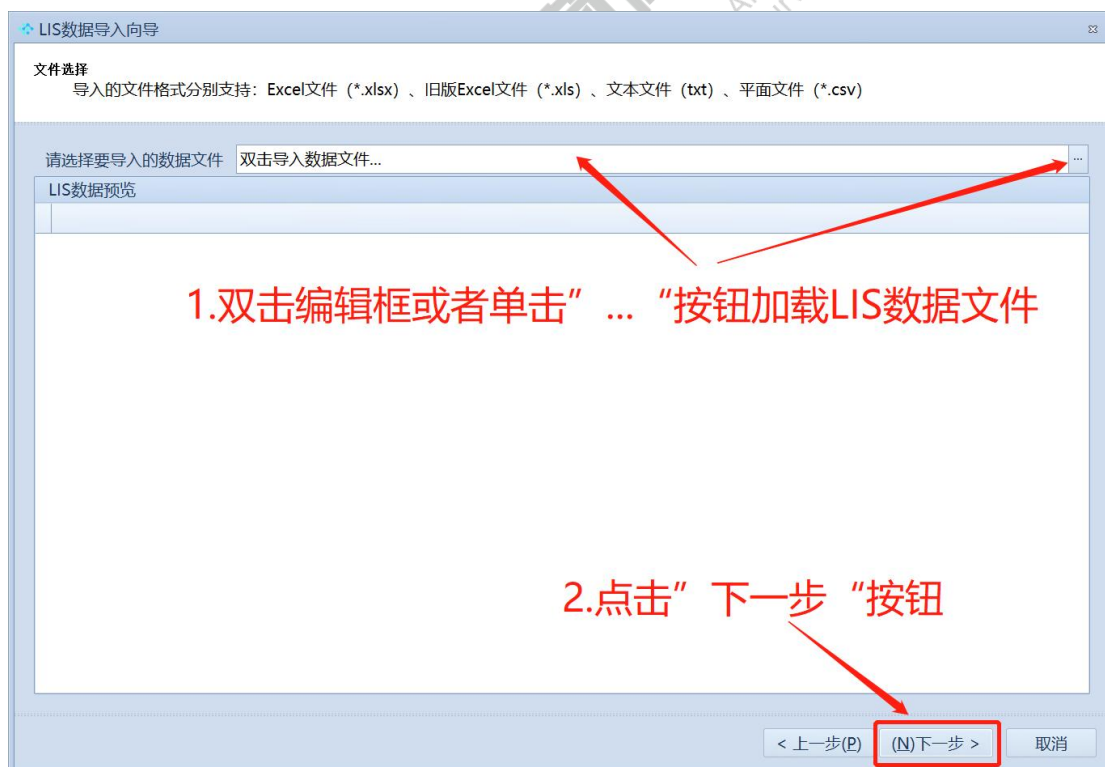 LIS数据导入向导
文件选择
导入的文件格式分别支持：Excel文件（*.xlsx）、旧版Excel文件（*.xls）、文本文件（txt）、平面文件（*.csv）
请选择要导入的数据文件 双击导入数据文件... ...
LIS数据预览
1.双击编辑框或者单击”...“按钮加载LIS数据文件
2.点击”下一步“按钮
< 上一步(P) (N)下一步 > 取消